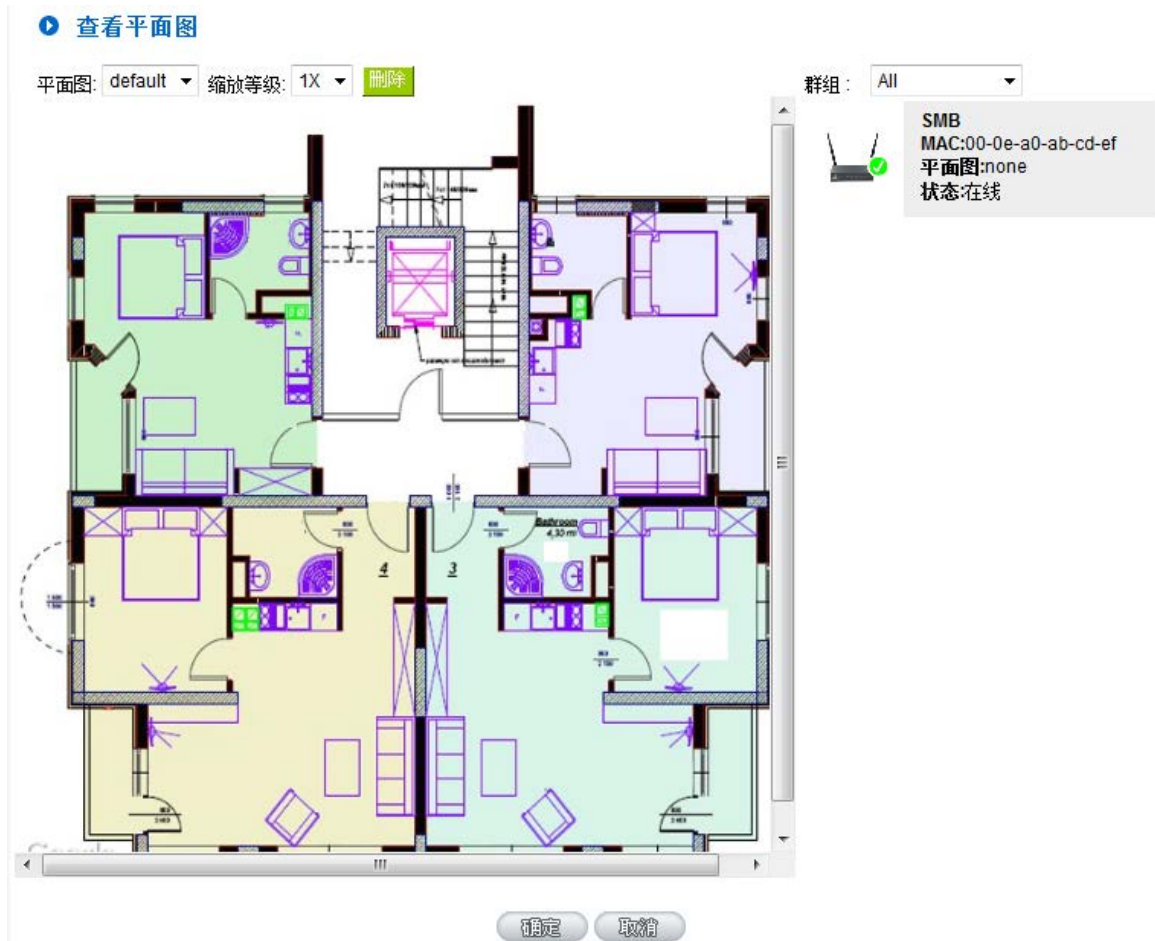 查看平面图
平面图: default 缩放等级: 1X 删除
群组 : All
SMB
MAC:00-0e-a0-ab-cd-ef
平面图:none
状态:在线
Bathroom
4,30 m
4 3
确定 取消